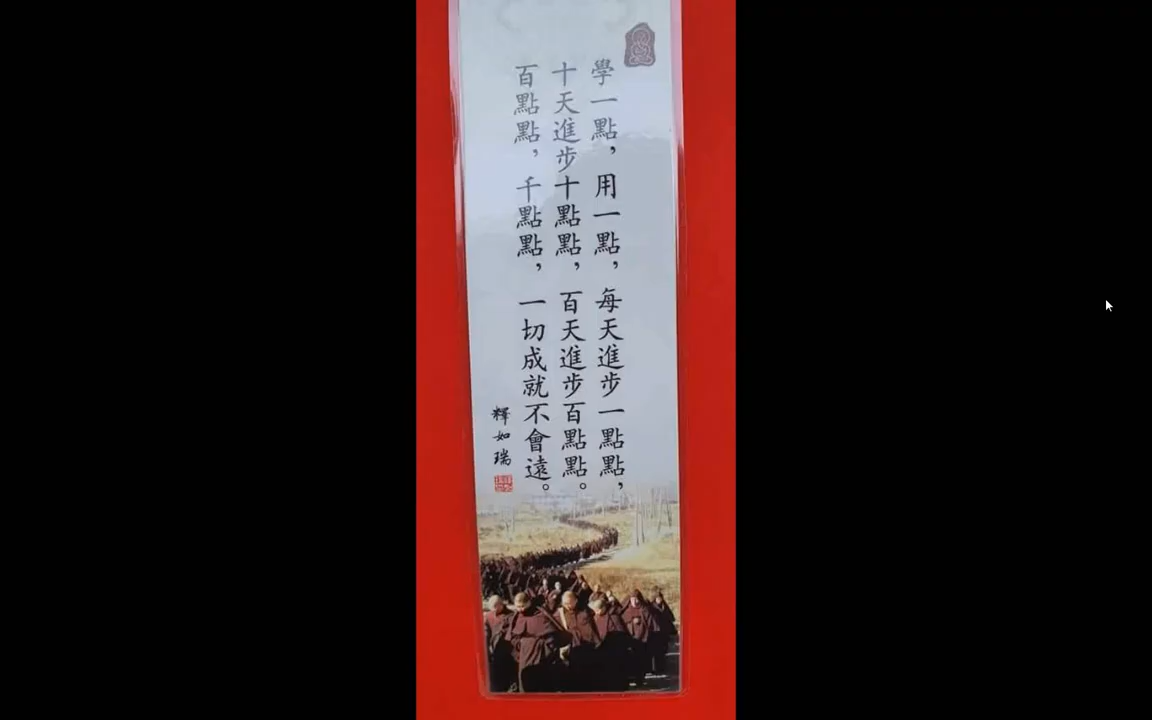 學一點，用一點，每天進步一點點，
十天進步十點點，百天進步百點點。
百點點，千點點，一切成就不會遠。
釋如瑞